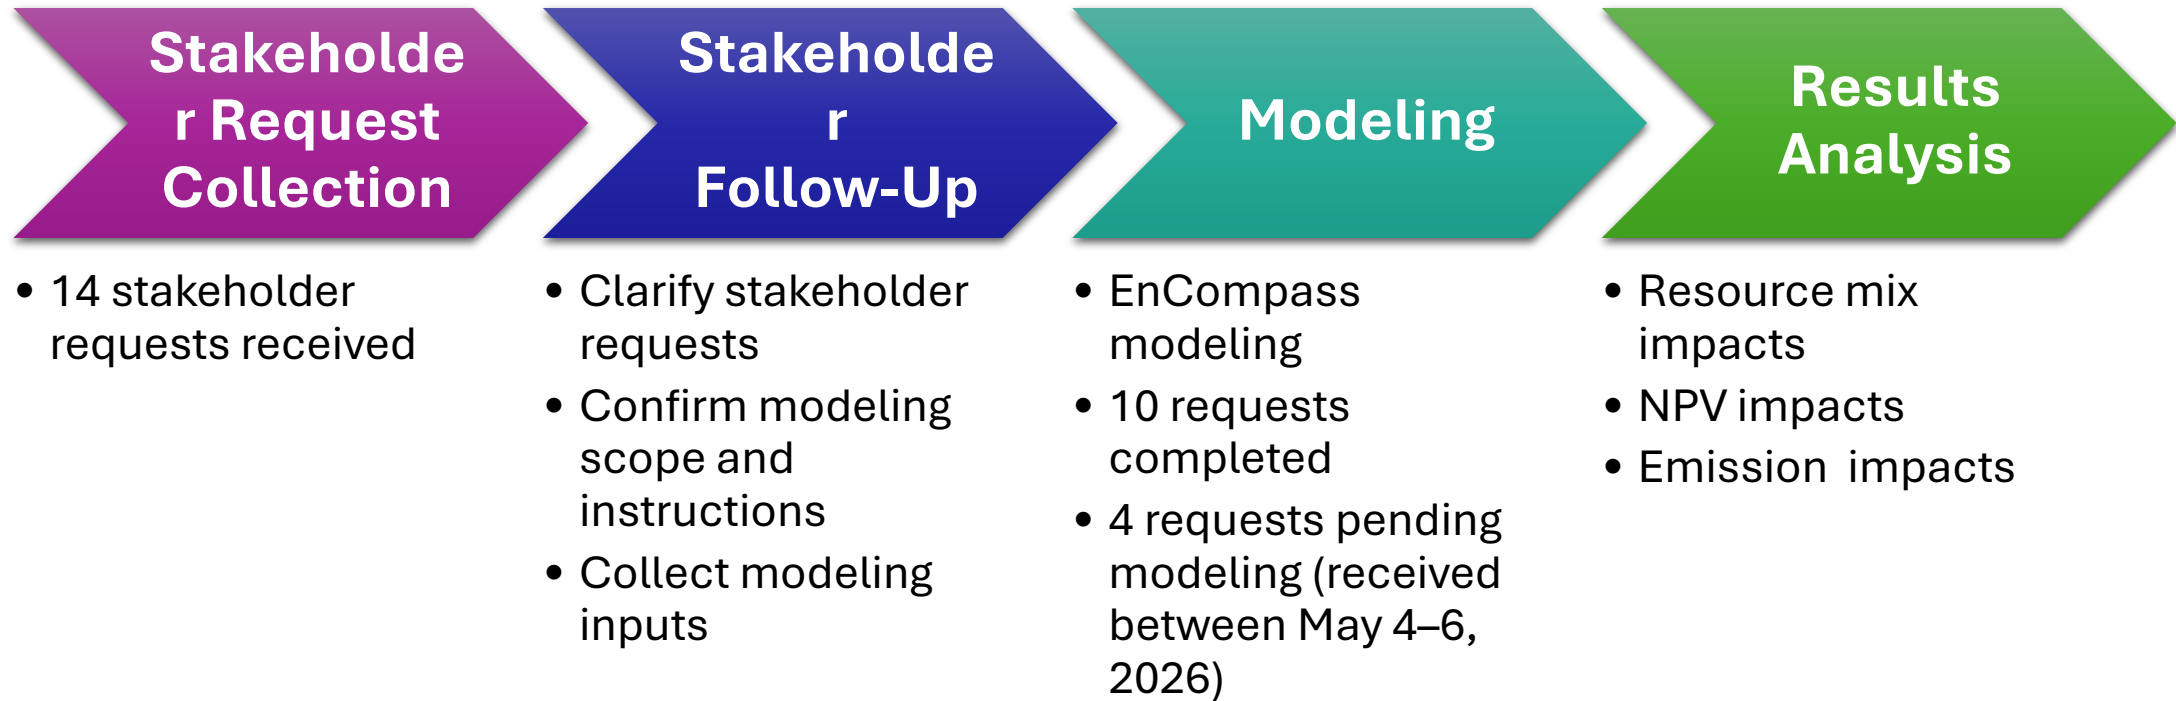 Stakeholde
r Request
Collection
• 14 stakeholder
requests received
Stakeholde
r
Follow-Up
• Clarify stakeholder
requests
• Confirm modeling
scope and
instructions
• Collect modeling
inputs
Modeling
• EnCompass
modeling
• 10 requests
completed
• 4 requests pending
modeling (received
between May 4–6,
2026)
Results
Analysis
• Resource mix
impacts
• NPV impacts
• Emission  impacts